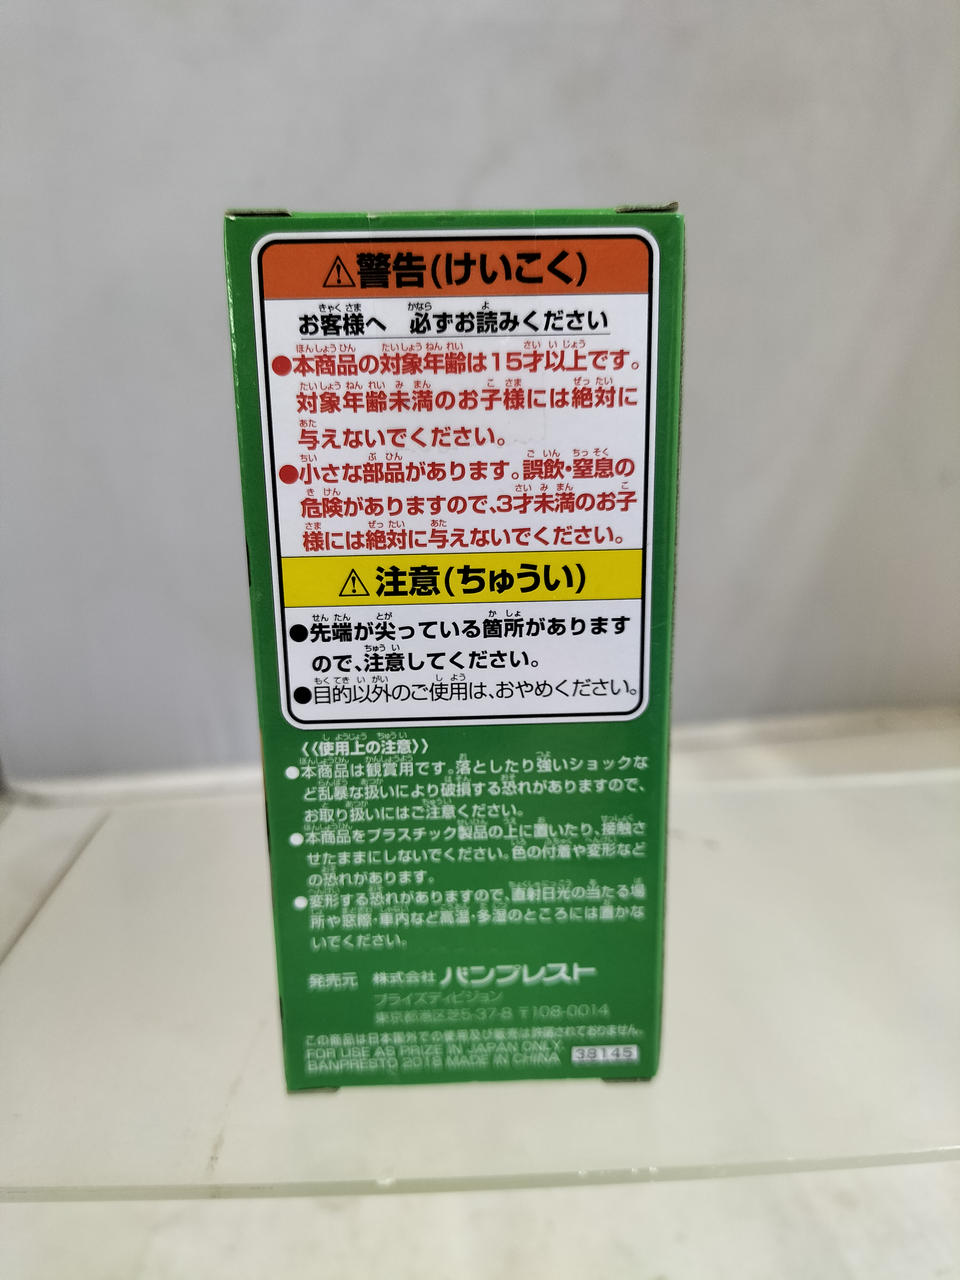 ⚠警告(けいこく)
お客様へ 必ずお読みください
●本商品の対象年齢は15才以上です。
対象年齢未満のお子様には絶対に
与えないでください。
●小さな部品があります。誤飲・窒息の
危険がありますので、3才未満のお子
様には絶対に与えないでください。
⚠注意(ちゅうい)
●先端が尖っている箇所があります
ので、注意してください。
●目的以外のご使用は、おやめください。
《使用上の注意》
●本商品は観賞用です。落としたり強いショックな
ど乱暴な扱いにより破損する恐れがありますので、
お取り扱いにはご注意ください。
●本商品をプラスチック製品の上に置いたり、接触さ
せたままにしないでください。色の付着や変形など
の恐れがあります。
●変形する恐れがありますので、直射日光の当たる場
所や窓際・車内など高温・多湿のところには置かな
いでください。
発売元 株式会社 バンプレスト
プライズディビジョン
東京都港区芝5-37-8 〒108-0014
この商品は日本国外での使用及び販売は許諾されておりません。
FOR USE AS PRIZE IN JAPAN ONLY.
BANPRESTO 2018 MADE IN CHINA 38145